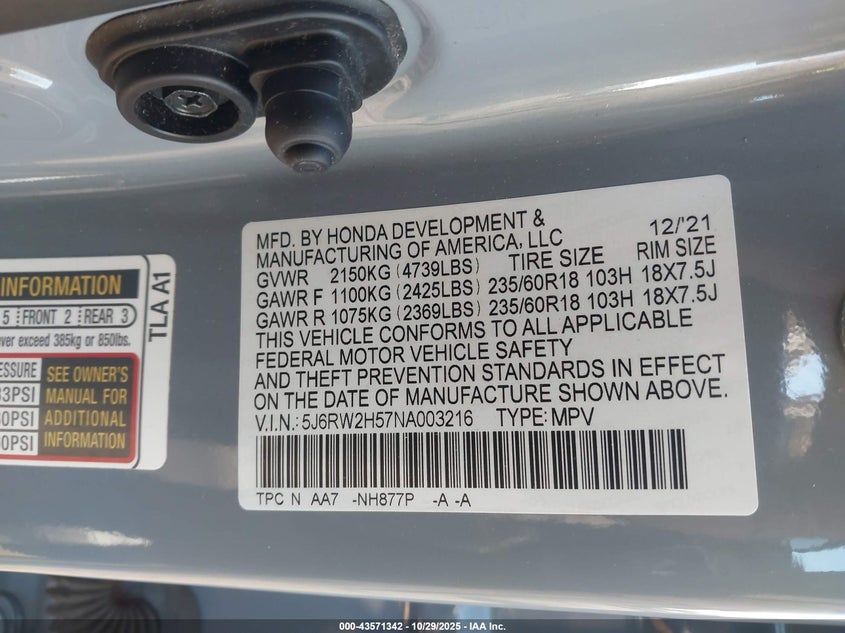 MFD. BY HONDA DEVELOPMENT &
MANUFACTURING OF AMERICA, LLC 12/'21
GVWR 2150KG (4739LBS) TIRE SIZE RIM SIZE
GAWR F 1100KG (2425LBS) 235/60R18 103H 18X7.5J
GAWR R 1075KG (2369LBS) 235/60R18 103H 18X7.5J
THIS VEHICLE CONFORMS TO ALL APPLICABLE
FEDERAL MOTOR VEHICLE SAFETY
AND THEFT PREVENTION STANDARDS IN EFFECT
ON THE DATE OF MANUFACTURE SHOWN ABOVE.
V.I.N.: 5J6RW2H57NA003216 TYPE: MPV
TPC N AA7 -NH877P -A -A
INFORMATION
5 FRONT 2 REAR 3
exceed 385kg or 850lbs.
SEE OWNER'S
MANUAL FOR
ADDITIONAL
INFORMATION
TLA A1
000-43571342 | 10/29/2025 | IAA Inc.